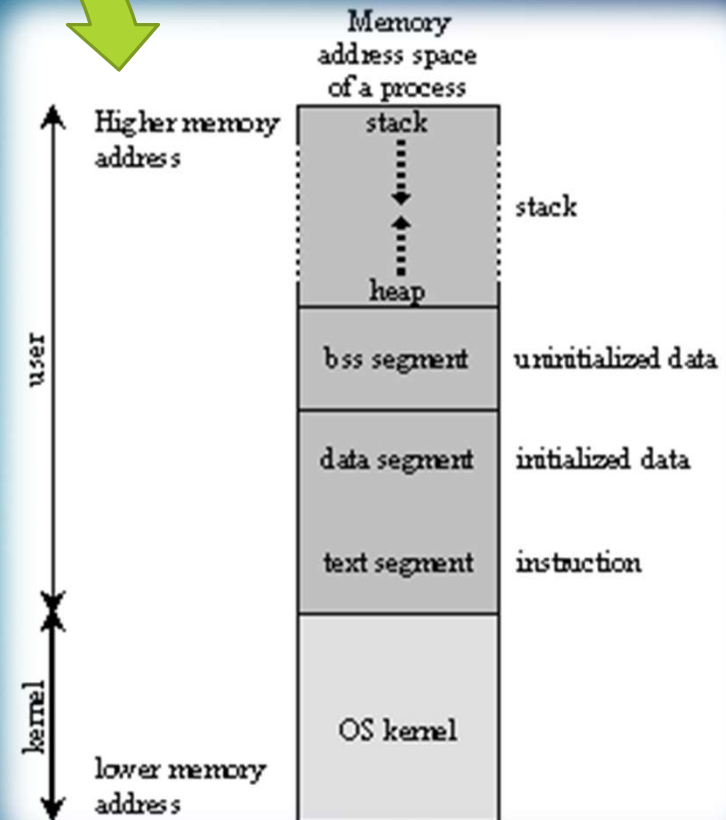 Memory
address space
of a process
Higher memory
address
stack
stack
heap
user
bss segment
uninitialized data
data segment
initialized data
text segment
instruction
kernel
OS kernel
lower memory
address